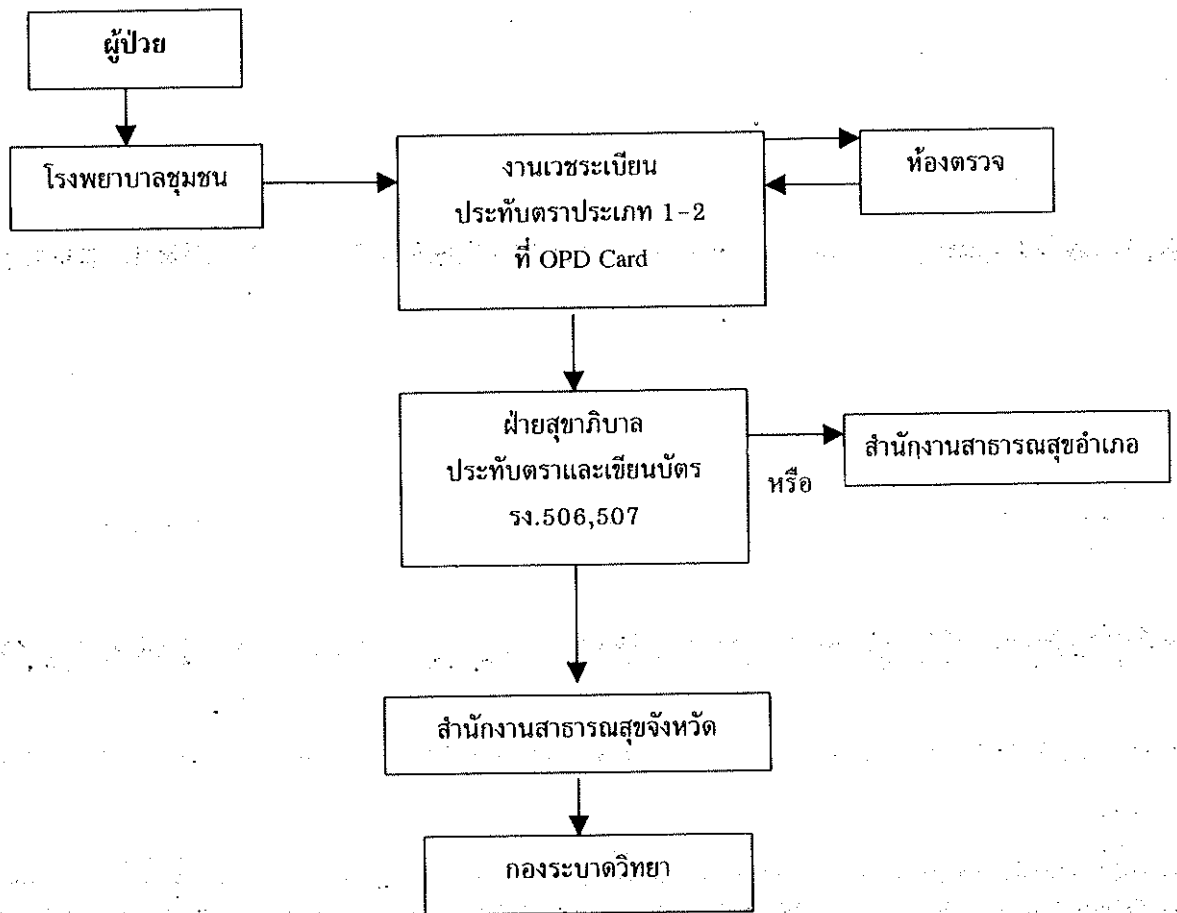 ผู้ป่วย
โรงพยาบาลชุมชน
งานเวชระเบียน
ประทับตราประเภท 1-2
ที่ OPD Card
ห้องตรวจ
ฝ่ายสุขาภิบาล
ประทับตราและเขียนบัตร
รง.506,507
หรือ
สำนักงานสาธารณสุขอำเภอ
สำนักงานสาธารณสุขจังหวัด
กองระบาดวิทยา